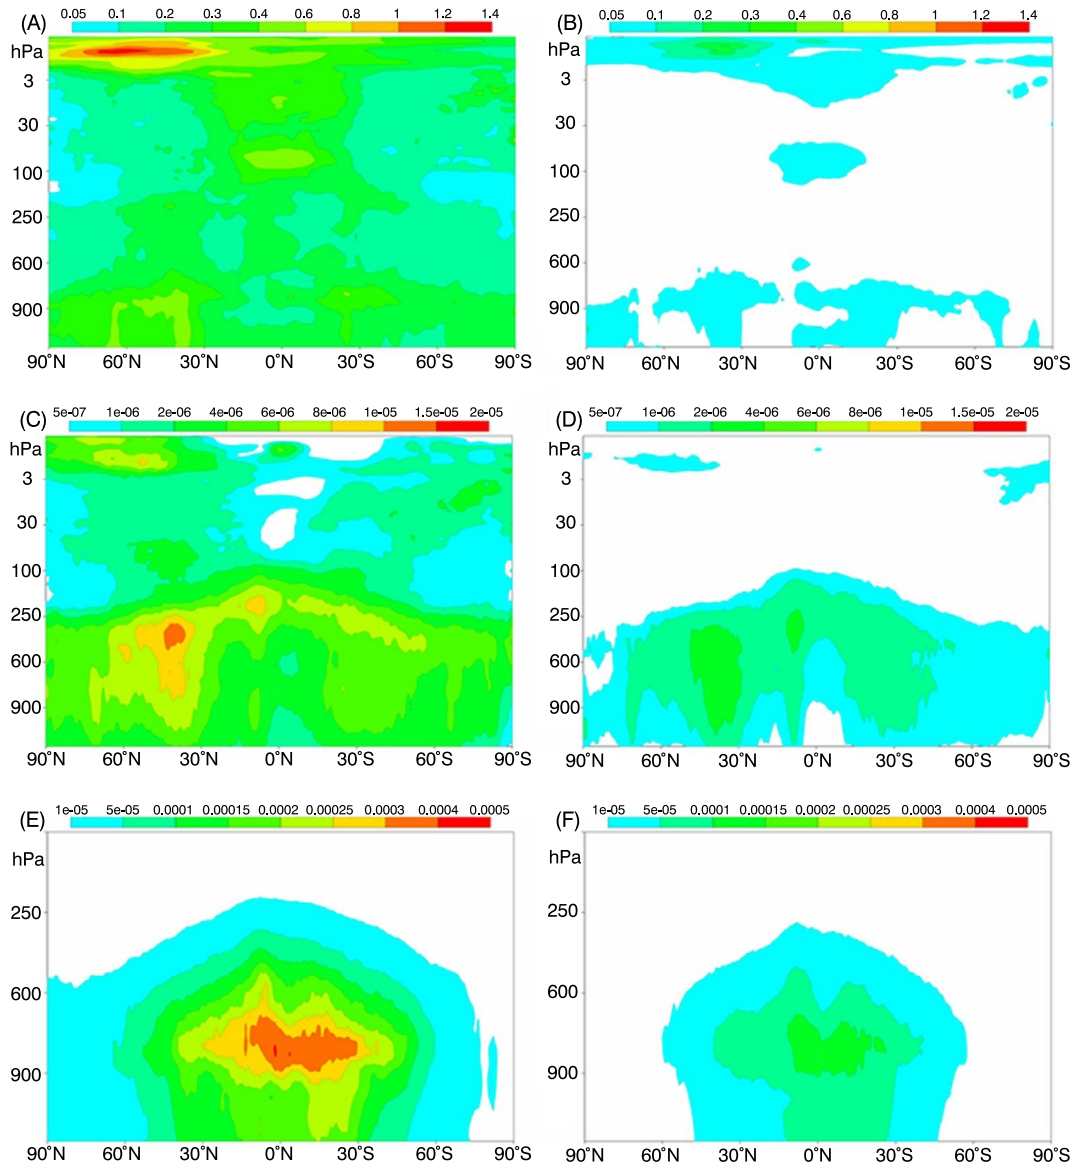 (A) 0.05 0.1 0.2 0.3 0.4 0.6 0.8 1 1.2 1.4
hPa
3
30
100
250
600
900
90°N 60°N 30°N 0°N 30°S 60°S 90°S
(B) 0.05 0.1 0.2 0.3 0.4 0.6 0.8 1 1.2 1.4
hPa
3
30
100
250
600
900
90°N 60°N 30°N 0°N 30°S 60°S 90°S
(C) 5e-07 1e-06 2e-06 4e-06 6e-06 8e-06 1e-05 1.5e-05 2e-05
hPa
3
30
100
250
600
900
90°N 60°N 30°N 0°N 30°S 60°S 90°S
(D) 5e-07 1e-06 2e-06 4e-06 6e-06 8e-06 1e-05 1.5e-05 2e-05
hPa
3
30
100
250
600
900
90°N 60°N 30°N 0°N 30°S 60°S 90°S
(E) 1e-05 5e-05 0.0001 0.00015 0.0002 0.00025 0.0003 0.0004 0.0005
hPa
250
600
900
90°N 60°N 30°N 0°N 30°S 60°S 90°S
(F) 1e-05 5e-05 0.0001 0.00015 0.0002 0.00025 0.0003 0.0004 0.0005
hPa
250
600
900
90°N 60°N 30°N 0°N 30°S 60°S 90°S